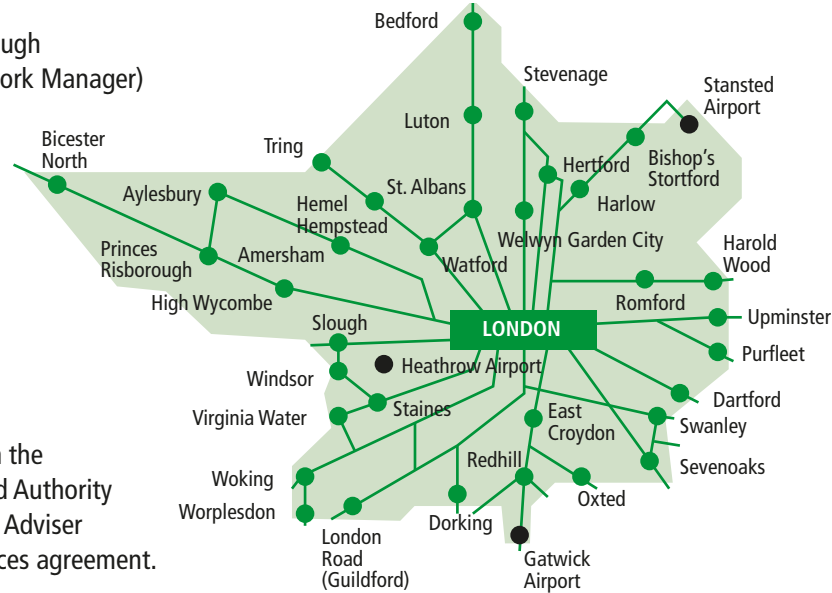 ugh
ork Manager)
n the
d Authority
Adviser
ces agreement.
Bedford
Stevenage
Stansted
Airport
Luton
Bicester
North
Tring
Hertford
Bishop's
Stortford
Aylesbury
St. Albans
Hemel
Hempstead
Harlow
Princes
Risborough
Amersham
Watford
Welwyn Garden City
Harold
Wood
High Wycombe
Romford
Slough
LONDON
Upminster
Heathrow Airport
Purfleet
Windsor
Virginia Water
Staines
East
Croydon
Dartford
Swanley
Woking
Redhill
Sevenoaks
Worplesdon
Oxted
London
Road
(Guildford)
Dorking
Gatwick
Airport